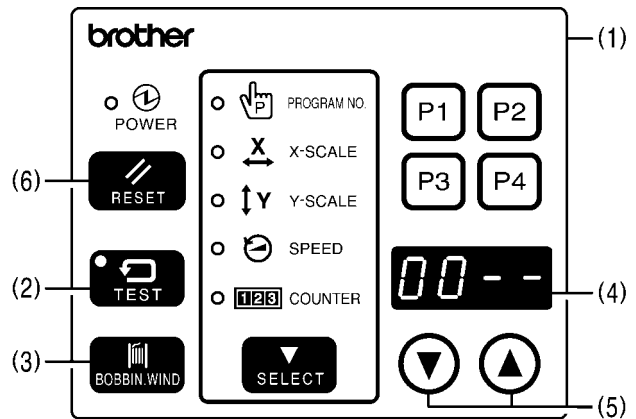 brother
(1)
POWER
P
PROGRAM NO.
P1 P2
X
X-SCALE
(6)
RESET
P3 P4
Y
Y-SCALE
SPEED
(2)
TEST
123
COUNTER
00--
(4)
(3)
BOBBIN.WIND
SELECT
(5)